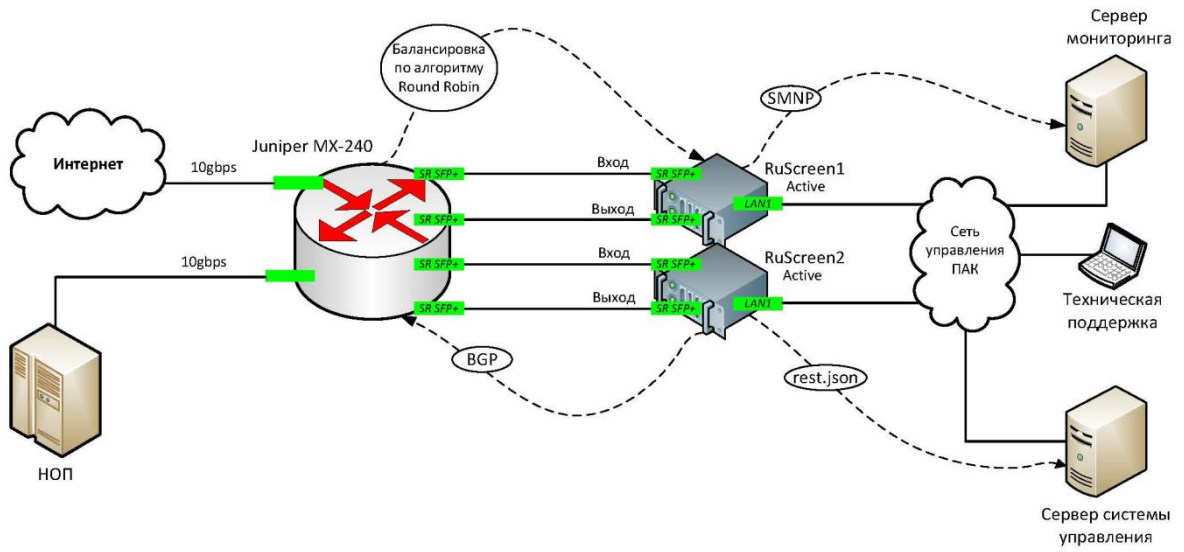 Сервер
мониторинга
Балансировка
по алгоритму
Round Robin
SMNP
Juniper MX-240
Интернет
10gbps
SR SFP+
Вход
SR SFP+
RuScreen1
Active
SR SFP+
Выход
SR SFP+
LAN1
Сеть
управления
ПАК
10gbps
SR SFP+
Вход
SR SFP+
RuScreen2
Active
SR SFP+
Выход
SR SFP+
LAN1
Техническая
поддержка
BGP
rest.json
НОП
Сервер системы
управления